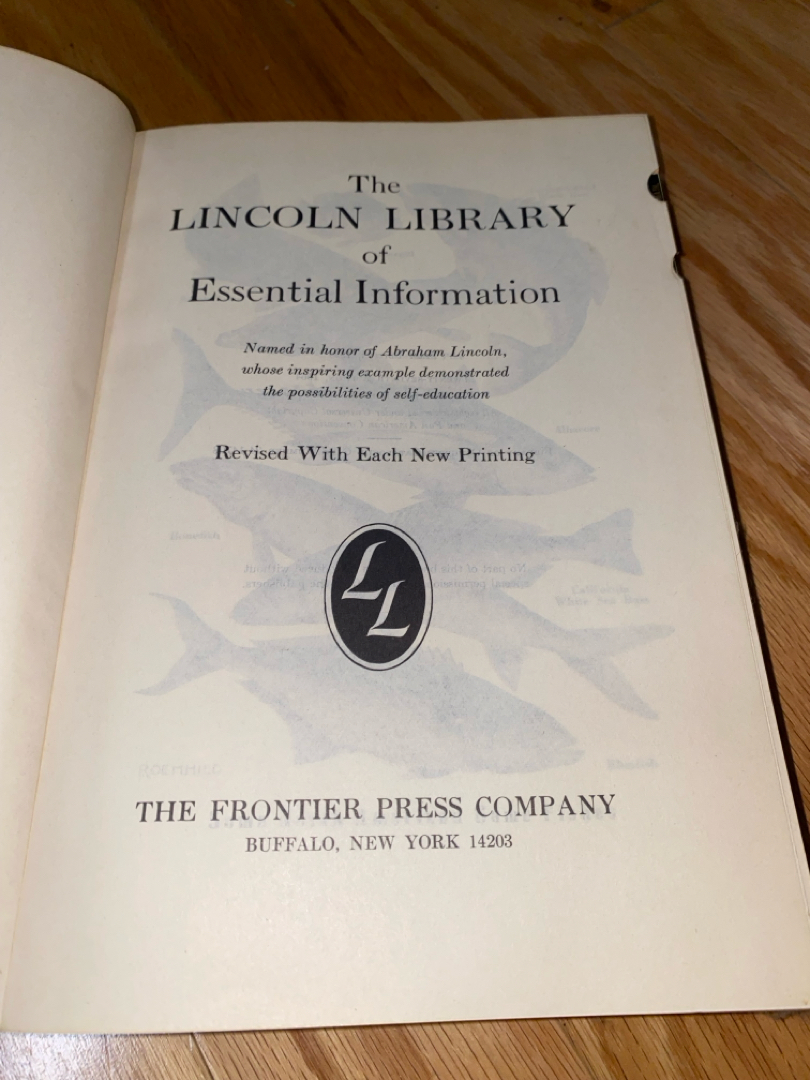 The
LINCOLN LIBRARY
of
Essential Information
Named in honor of Abraham Lincoln,
whose inspiring example demonstrated
the possibilities of self-education
Revised With Each New Printing
LL
THE FRONTIER PRESS COMPANY
BUFFALO, NEW YORK 14203